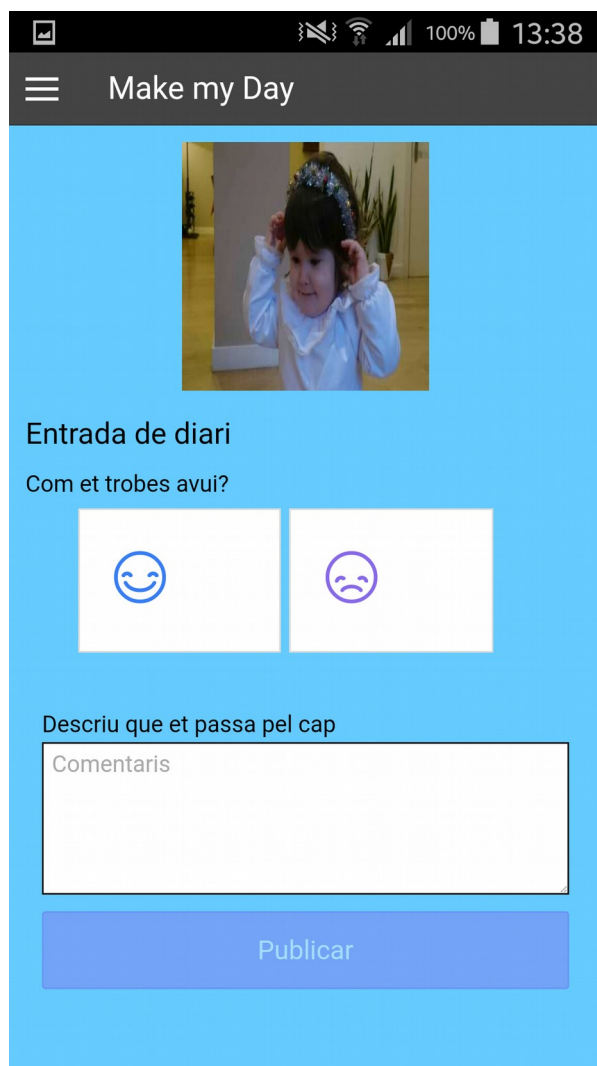 100% 13:38
Make my Day
Entrada de diari
Com et trobes avui?
Descriu que et passa pel cap
Comentaris
Publicar